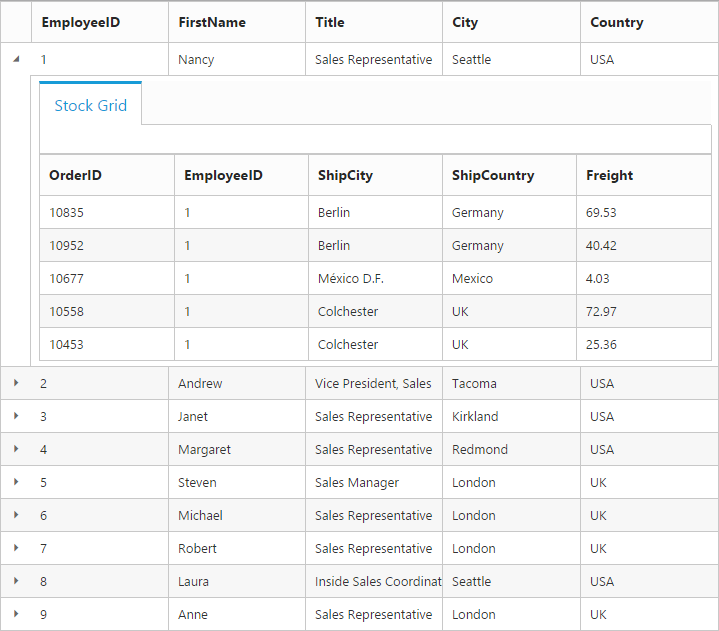 EmployeeID FirstName Title City Country
1 Nancy Sales Representative Seattle USA
Stock Grid
OrderID EmployeeID ShipCity ShipCountry Freight
10835 1 Berlin Germany 69.53
10952 1 Berlin Germany 40.42
10677 1 México D.F. Mexico 4.03
10558 1 Colchester UK 72.97
10453 1 Colchester UK 25.36
2 Andrew Vice President, Sales Tacoma USA
3 Janet Sales Representative Kirkland USA
4 Margaret Sales Representative Redmond USA
5 Steven Sales Manager London UK
6 Michael Sales Representative London UK
7 Robert Sales Representative London UK
8 Laura Inside Sales Coordinat Seattle USA
9 Anne Sales Representative London UK